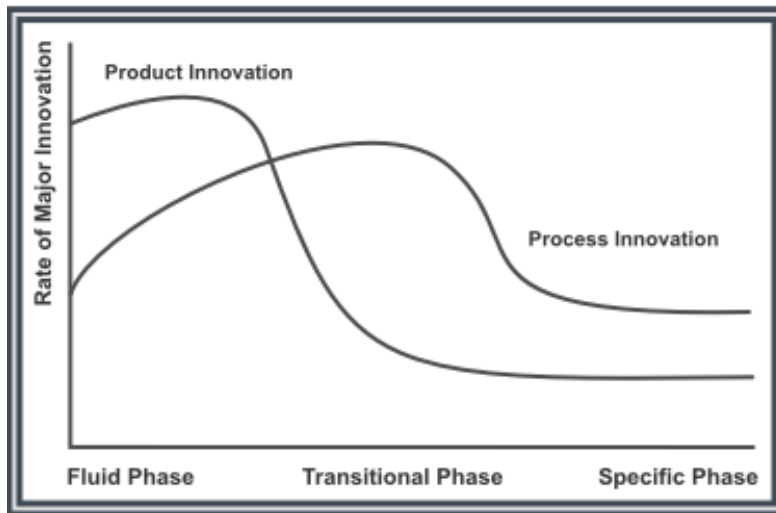 Product Innovation
Rate of Major Innovation
Process Innovation
Fluid Phase
Transitional Phase
Specific Phase